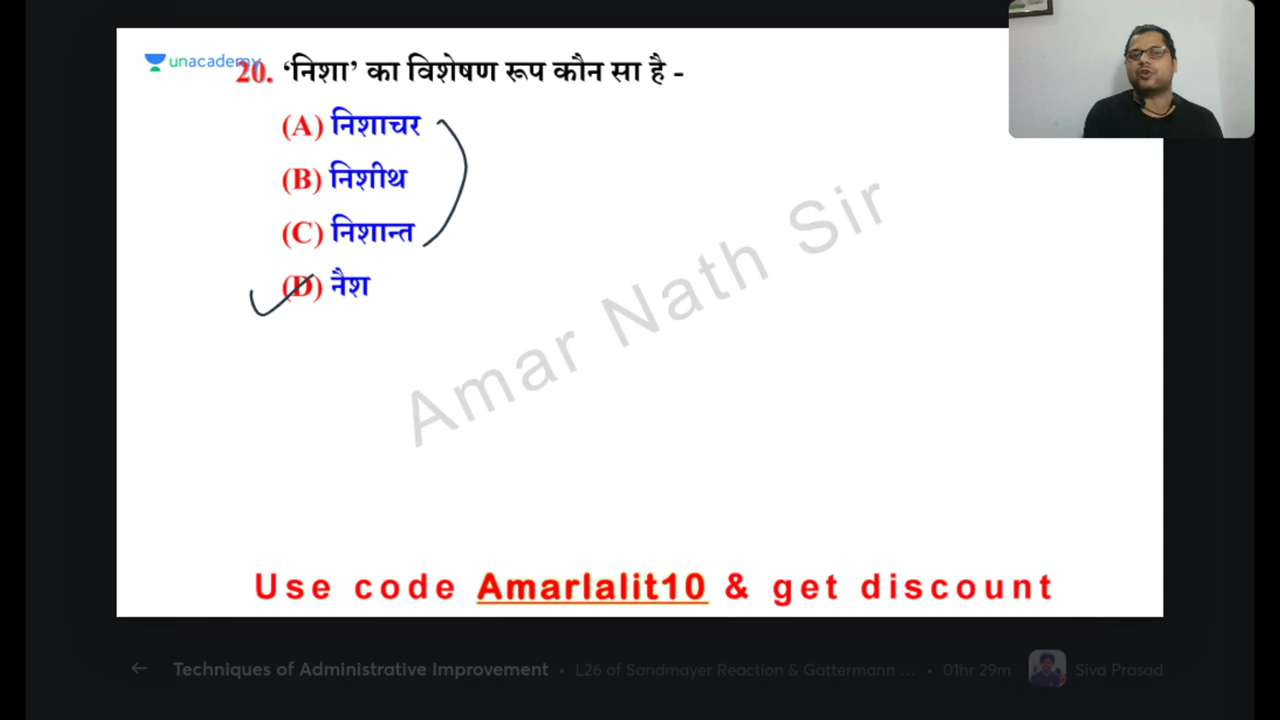 unacademy
20. ‘निशा’ का विशेषण रूप कौन सा है -
(A) निशाचर
(B) निशीथ
(C) निशान्त
(D) नैश
Amar Nath Sir
Use code Amarlalit10 & get discount
← Techniques of Administrative Improvement • L26 of Sandmayer Reaction & Gattermann ... • 01hr 29m Siva Prasad